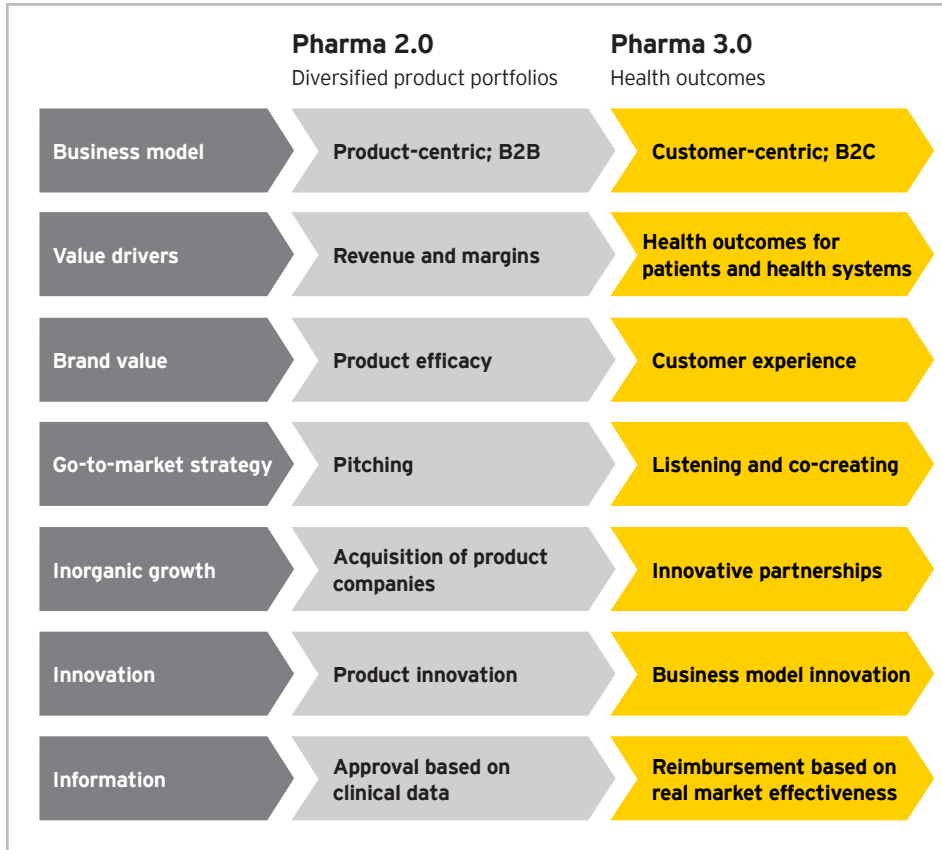 Pharma 2.0
Diversified product portfolios
Pharma 3.0
Health outcomes
Business model
Product-centric; B2B
Customer-centric; B2C
Value drivers
Revenue and margins
Health outcomes for
patients and health systems
Brand value
Product efficacy
Customer experience
Go-to-market strategy
Pitching
Listening and co-creating
Inorganic growth
Acquisition of product
companies
Innovative partnerships
Innovation
Product innovation
Business model innovation
Information
Approval based on
clinical data
Reimbursement based on
real market effectiveness